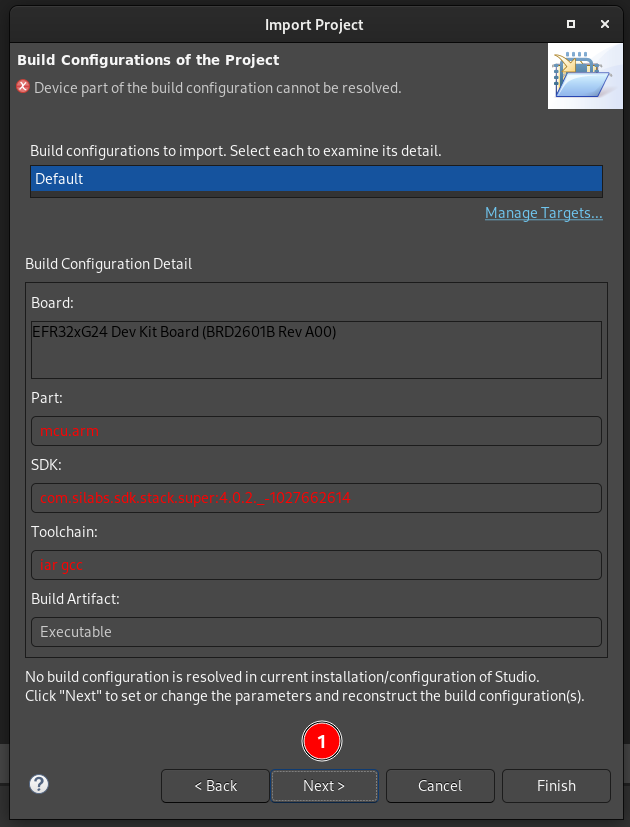 Import Project
Build Configurations of the Project
Device part of the build configuration cannot be resolved.
Build configurations to import. Select each to examine its detail.
Default
Manage Targets...
Build Configuration Detail
Board:
EFR32xG24 Dev Kit Board (BRD2601B Rev A00)
Part:
mcu.arm
SDK:
com.silabs.sdk.stack.super:4.0.2._-1027662614
Toolchain:
iar.gcc
Build Artifact:
Executable
No build configuration is resolved in current installation/configuration of Studio.
Click "Next" to set or change the parameters and reconstruct the build configuration(s).
1
?
< Back
Next >
Cancel
Finish